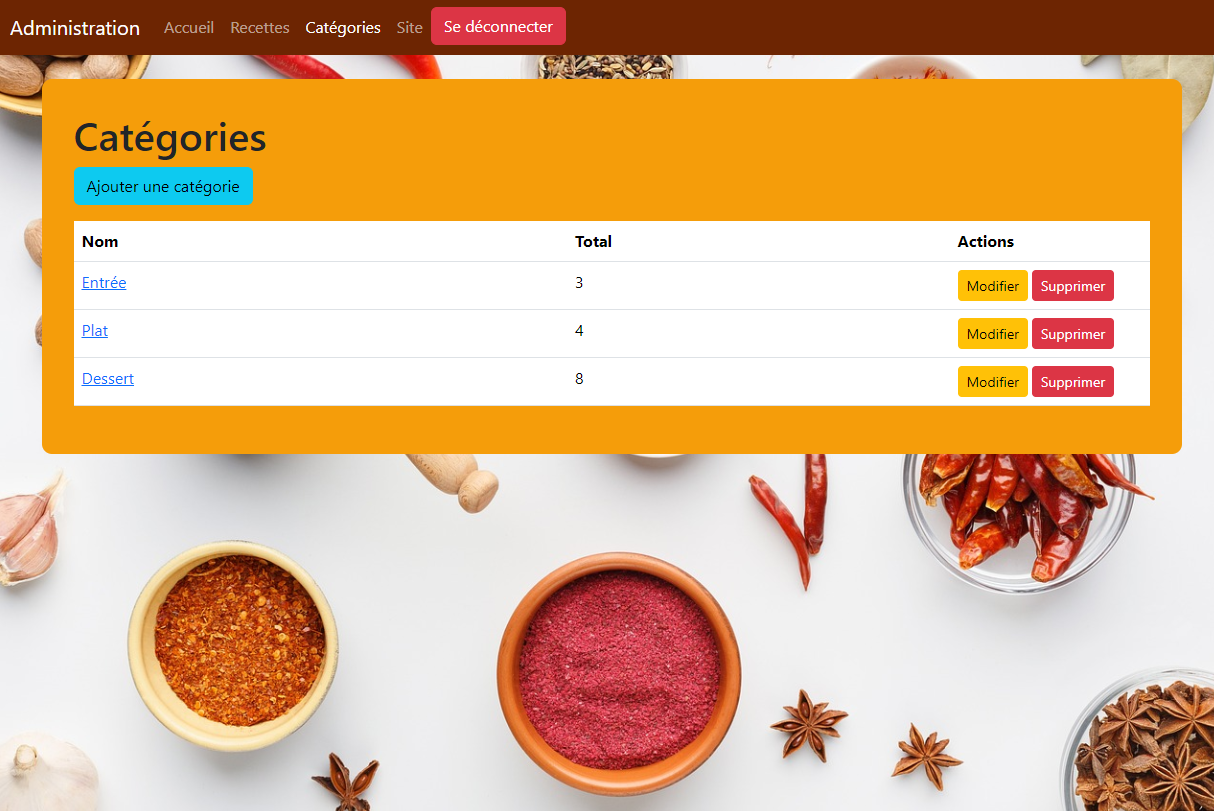 Administration Accueil Recettes Catégories Site Se déconnecter
Catégories
Ajouter une catégorie
Nom Total Actions
Entrée 3 Modifier Supprimer
Plat 4 Modifier Supprimer
Dessert 8 Modifier Supprimer